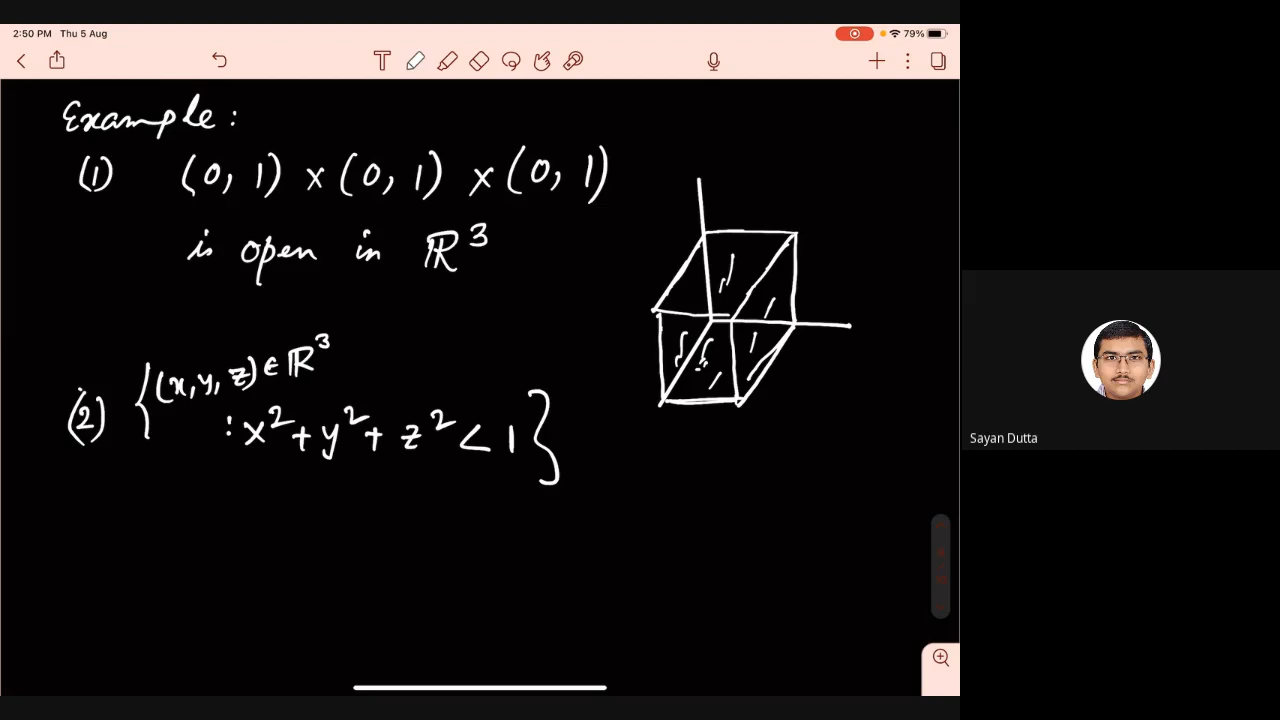 2:50 PM Thu 5 Aug
79%
Example:
(1) (0, 1) × (0, 1) × (0, 1)
is open in ℝ³
(2) {(x, y, z) ∈ ℝ³
: x² + y² + z² < 1}
Sayan Dutta